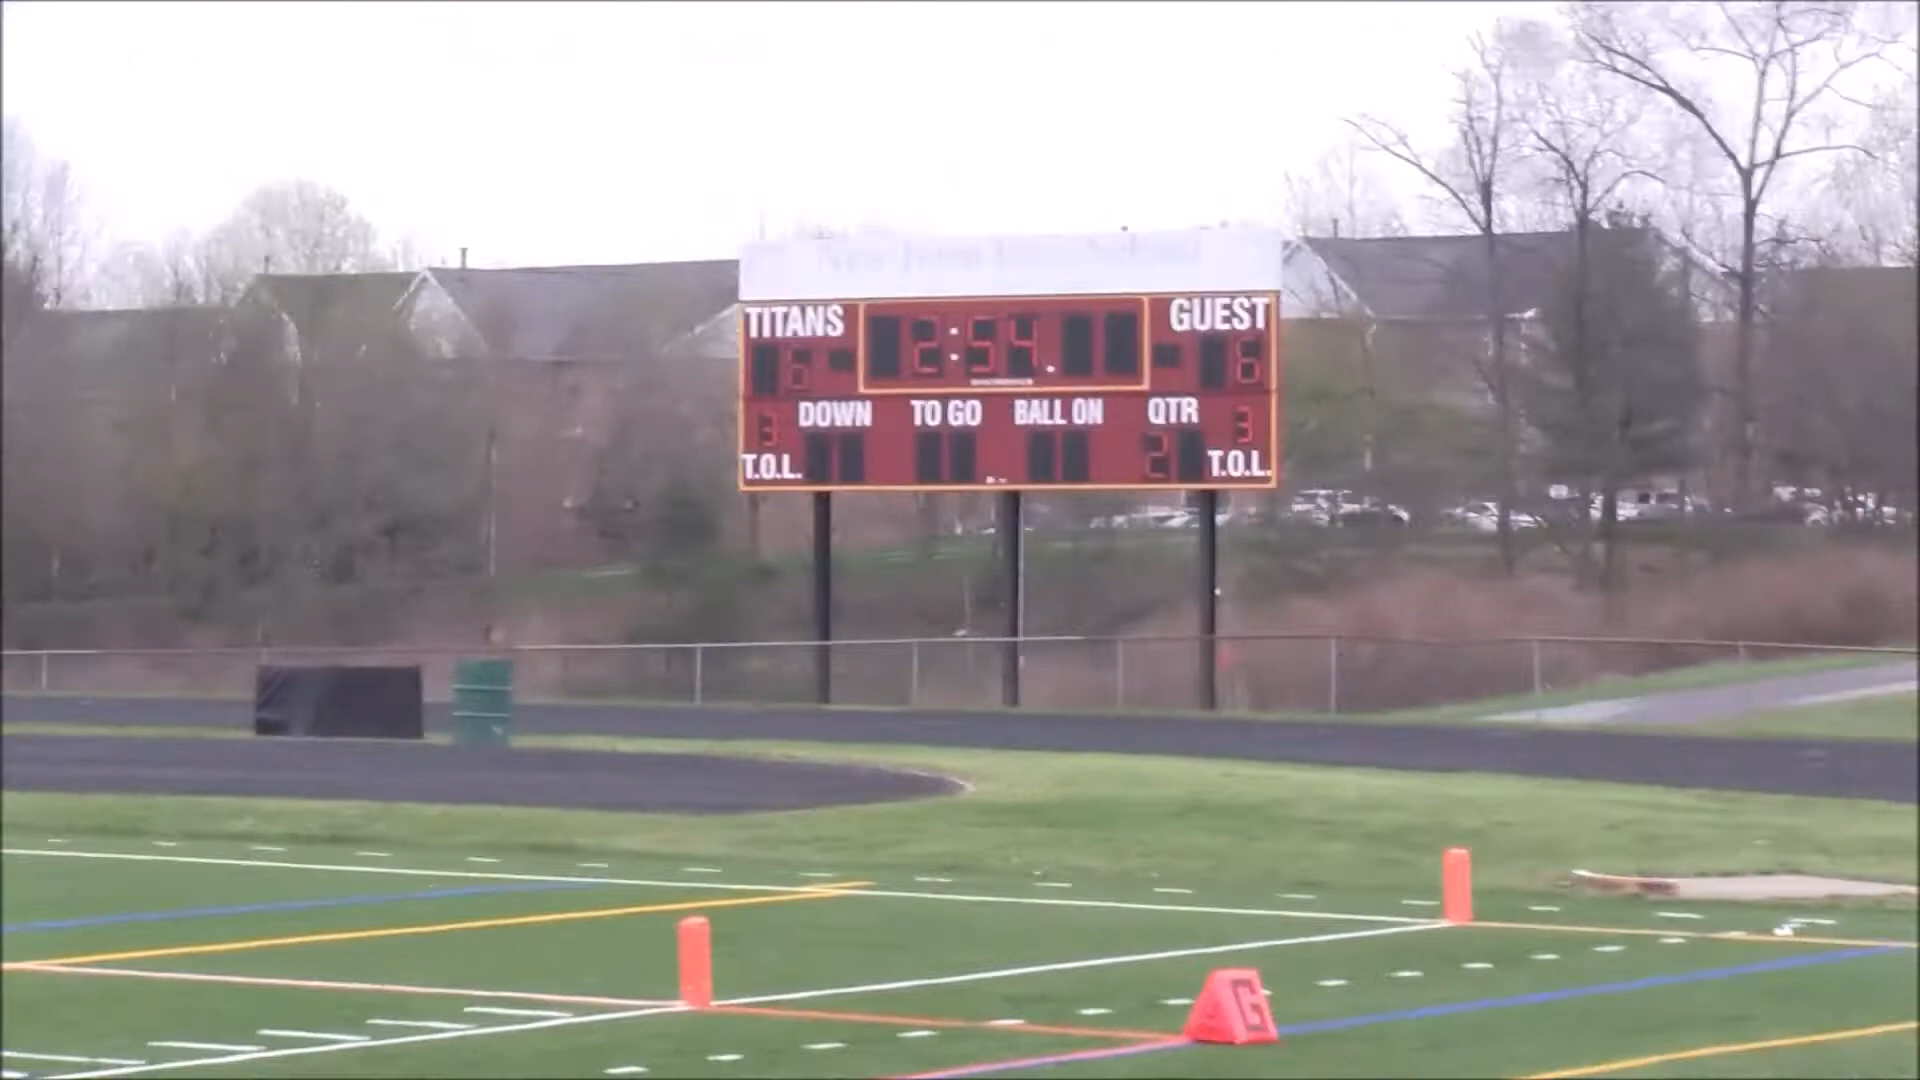 TITANS 2:54. GUEST
6 6
DOWN TO GO BALL ON QTR
3 3
2
T.O.L. T.O.L.
G